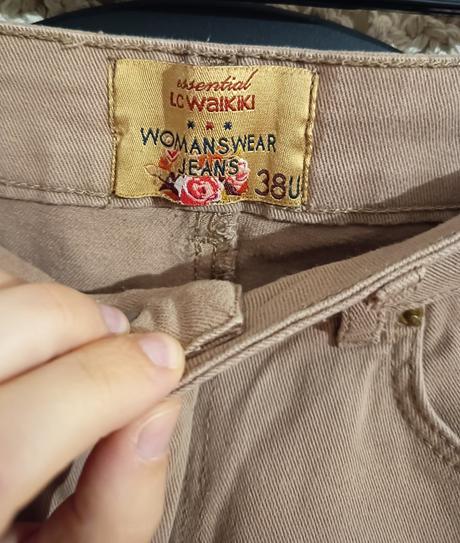 essential
LC WAIKIKI
WOMANSWEAR
JEANS
38U